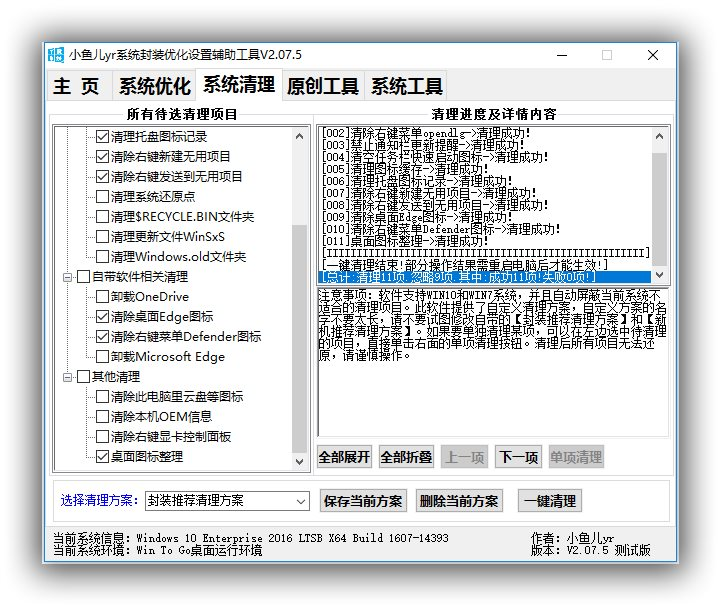 小鱼儿yr系统封装优化设置辅助工具V2.07.5
主 页 系统优化 系统清理 原创工具 系统工具
所有待选清理项目
清理托盘图标记录
清除右键新建无用项目
清除右键发送到无用项目
清理系统还原点
清理$RECYCLE.BIN文件夹
清理更新文件WinSxS
清理Windows.old文件夹
自带软件相关清理
卸载OneDrive
清除桌面Edge图标
清除右键菜单Defender图标
卸载Microsoft Edge
其他清理
清除此电脑里云盘等图标
清除本机OEM信息
清除右键显卡控制面板
桌面图标整理
清理进度及详情内容
[002]清除右键菜单opendlg->清理成功!
[003]禁止通知栏更新提醒->清理成功!
[004]清空任务栏快速启动图标->清理成功!
[005]清理图标缓存->清理成功!
[006]清理托盘图标记录->清理成功!
[007]清除右键新建无用项目->清理成功!
[008]清除右键发送到无用项目->清理成功!
[009]清除桌面Edge图标->清理成功!
[010]清除右键菜单Defender图标->清理成功!
[011]桌面图标整理->清理成功!
[一键清理结束!部分操作结果需重启电脑后才能生效!]
[总计:清理11项.忽略9项.其中:成功11项!失败0项!]
注意事项: 软件支持WIN10和WIN7系统, 并且自动屏蔽当前系统不
适合的清理项目。此软件提供了自定义清理方案, 自定义方案的名
字不要太长, 请不要试图修改自带的【封装推荐清理方案】和【新
机推荐清理方案】。如果要单独清理某项, 可以在左边选中待清理
的项目, 直接单击右面的单项清理按钮。清理后所有项目无法还
原, 请谨慎操作。
全部展开 全部折叠 上一项 下一项 单项清理
选择清理方案: 封装推荐清理方案 保存当前方案 删除当前方案 一键清理
当前系统信息: Windows 10 Enterprise 2016 LTSB X64 Build 1607-14393
当前系统环境: Win To Go桌面运行环境
作者: 小鱼儿yr
版本: V2.07.5 测试版